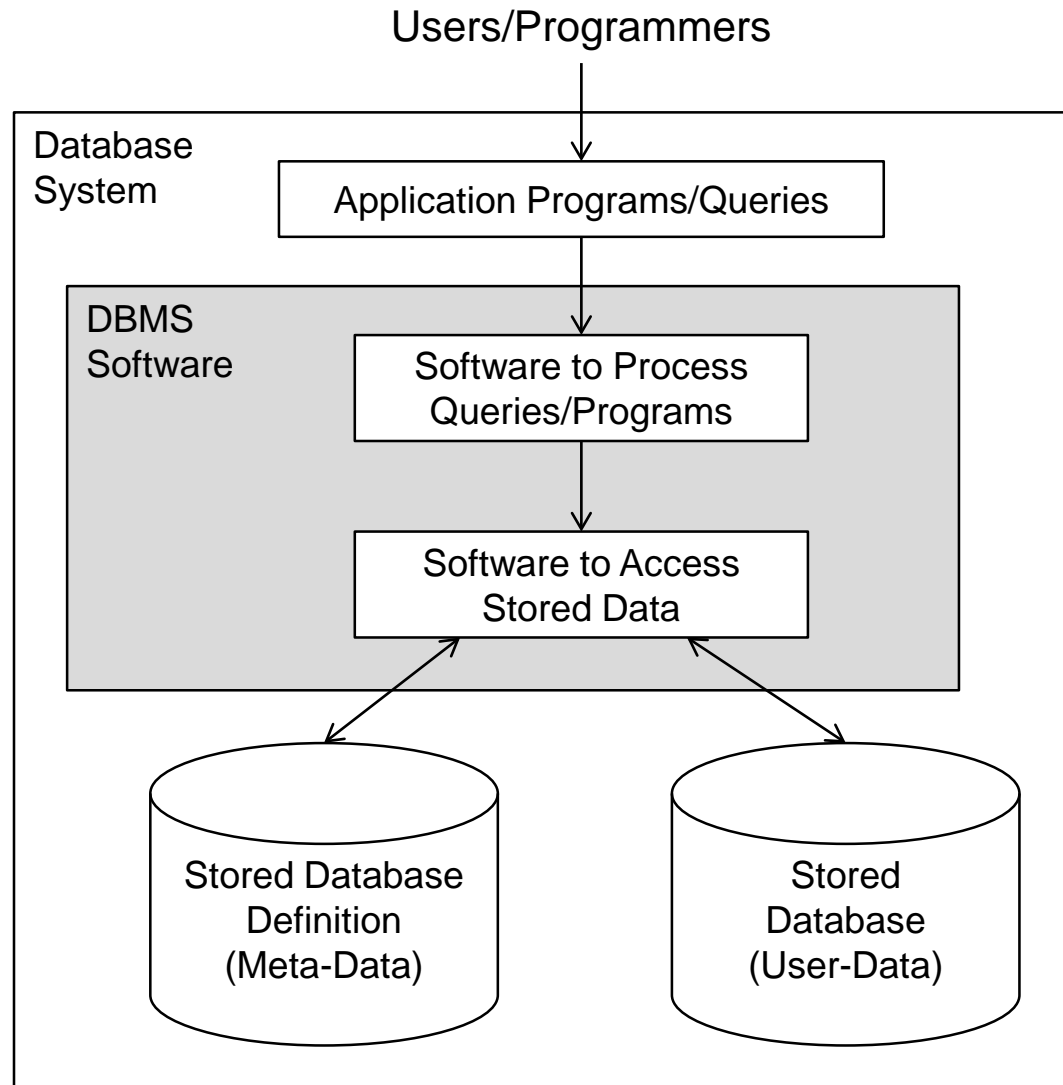 Users/Programmers
Database
System
Application Programs/Queries
DBMS
Software
Software to Process
Queries/Programs
Software to Access
Stored Data
Stored Database
Definition
(Meta-Data)
Stored
Database
(User-Data)